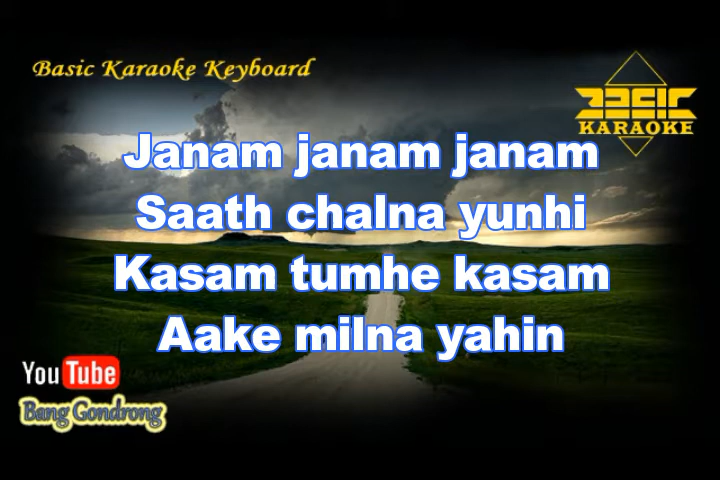 Basic Karaoke Keyboard
BASIC
KARAOKE
Janam janam janam
Saath chalna yunhi
Kasam tumhe kasam
Aake milna yahin
YouTube
Bang Gondrong